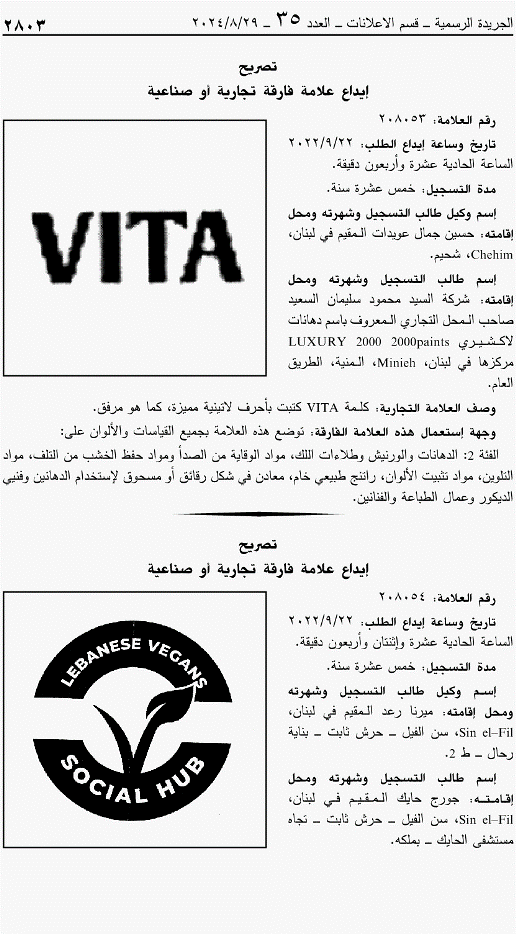 الجريدة الرسمية – قسم الاعلانات – العدد ٣٥ – ٢٠٢٤/٨/٢٩
٢٨٠٣
تصريح
إيداع علامة فارقة تجارية أو صناعية
رقم العلامة: ٢٠٨٠٥٣
تاريخ وساعة إيداع الطلب: ٢٠٢٢/٩/٢٢
الساعة الحادية عشرة وأربعون دقيقة.
مدة التسجيل: خمس عشرة سنة.
إسم وكيل طالب التسجيل وشهرته ومحل
إقامته: حسين جمال عويدات المقيم في لبنان،
Chehim، شحيم.
إسم طالب التسجيل وشهرته ومحل
إقامته: شركة السيد محمود سليمان السعيد
صاحب المحل التجاري المعروف باسم دهانات
لاكشيري LUXURY 2000 2000paints
مركزها في لبنان، Minieh، المنية، الطريق
العام.
VITA
وصف العلامة التجارية: كلمة VITA كتبت بأحرف لاتينية مميزة، كما هو مرفق.
وجهة إستعمال هذه العلامة الفارقة: توضع هذه العلامة بجميع القياسات والألوان على:
الفئة 2: الدهانات والورنيش وطلاءات اللك، مواد الوقاية من الصدأ ومواد حفظ الخشب من التلف، مواد
التلوين، مواد تثبيت الألوان، راتنج طبيعي خام، معادن في شكل رقائق أو مسحوق لإستخدام الدهانين وفنيي
الديكور وعمال الطباعة والفنانين.
تصريح
إيداع علامة فارقة تجارية أو صناعية
رقم العلامة: ٢٠٨٠٥٤
تاريخ وساعة إيداع الطلب: ٢٠٢٢/٩/٢٢
الساعة الحادية عشرة وإثنتان وأربعون دقيقة.
مدة التسجيل: خمس عشرة سنة.
إسم وكيل طالب التسجيل وشهرته
ومحل إقامته: ميرنا رعد المقيم في لبنان،
Sin el–Fil، سن الفيل – حرش ثابت – بناية
رحال – ط 2.
إسم طالب التسجيل وشهرته ومحل
إقامته: جورج حايك المقيم في لبنان،
Sin el–Fil، سن الفيل – حرش ثابت – تجاه
مستشفى الحايك – بملكه.
LEBANESE VEGANS
SOCIAL HUB